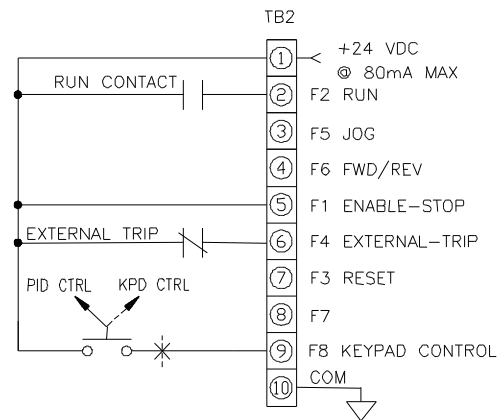 TB2
1 +24 VDC
@ 80mA MAX
RUN CONTACT 2 F2 RUN
3 F5 JOG
4 F6 FWD/REV
5 F1 ENABLE-STOP
EXTERNAL TRIP 6 F4 EXTERNAL-TRIP
7 F3 RESET
PID CTRL KPD CTRL
8 F7
9 F8 KEYPAD CONTROL
10 COM